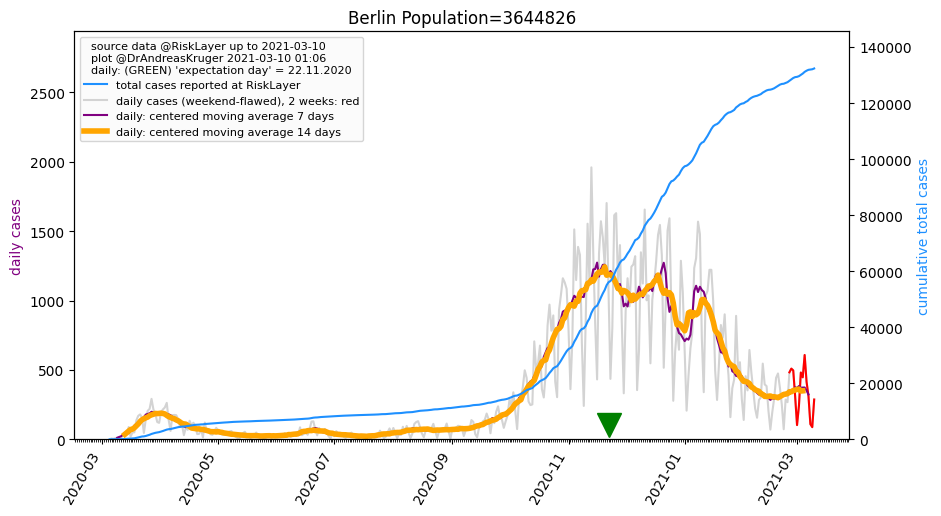 Berlin Population=3644826
source data @RiskLayer up to 2021-03-10
plot @DrAndreasKruger 2021-03-10 01:06
daily: (GREEN) 'expectation day' = 22.11.2020
total cases reported at RiskLayer
daily cases (weekend-flawed), 2 weeks: red
daily: centered moving average 7 days
daily: centered moving average 14 days
daily cases
2500
2000
1500
1000
500
0
140000
120000
100000
80000
60000
40000
20000
0
cumulative total cases
2020-03
2020-05
2020-07
2020-09
2020-11
2021-01
2021-03